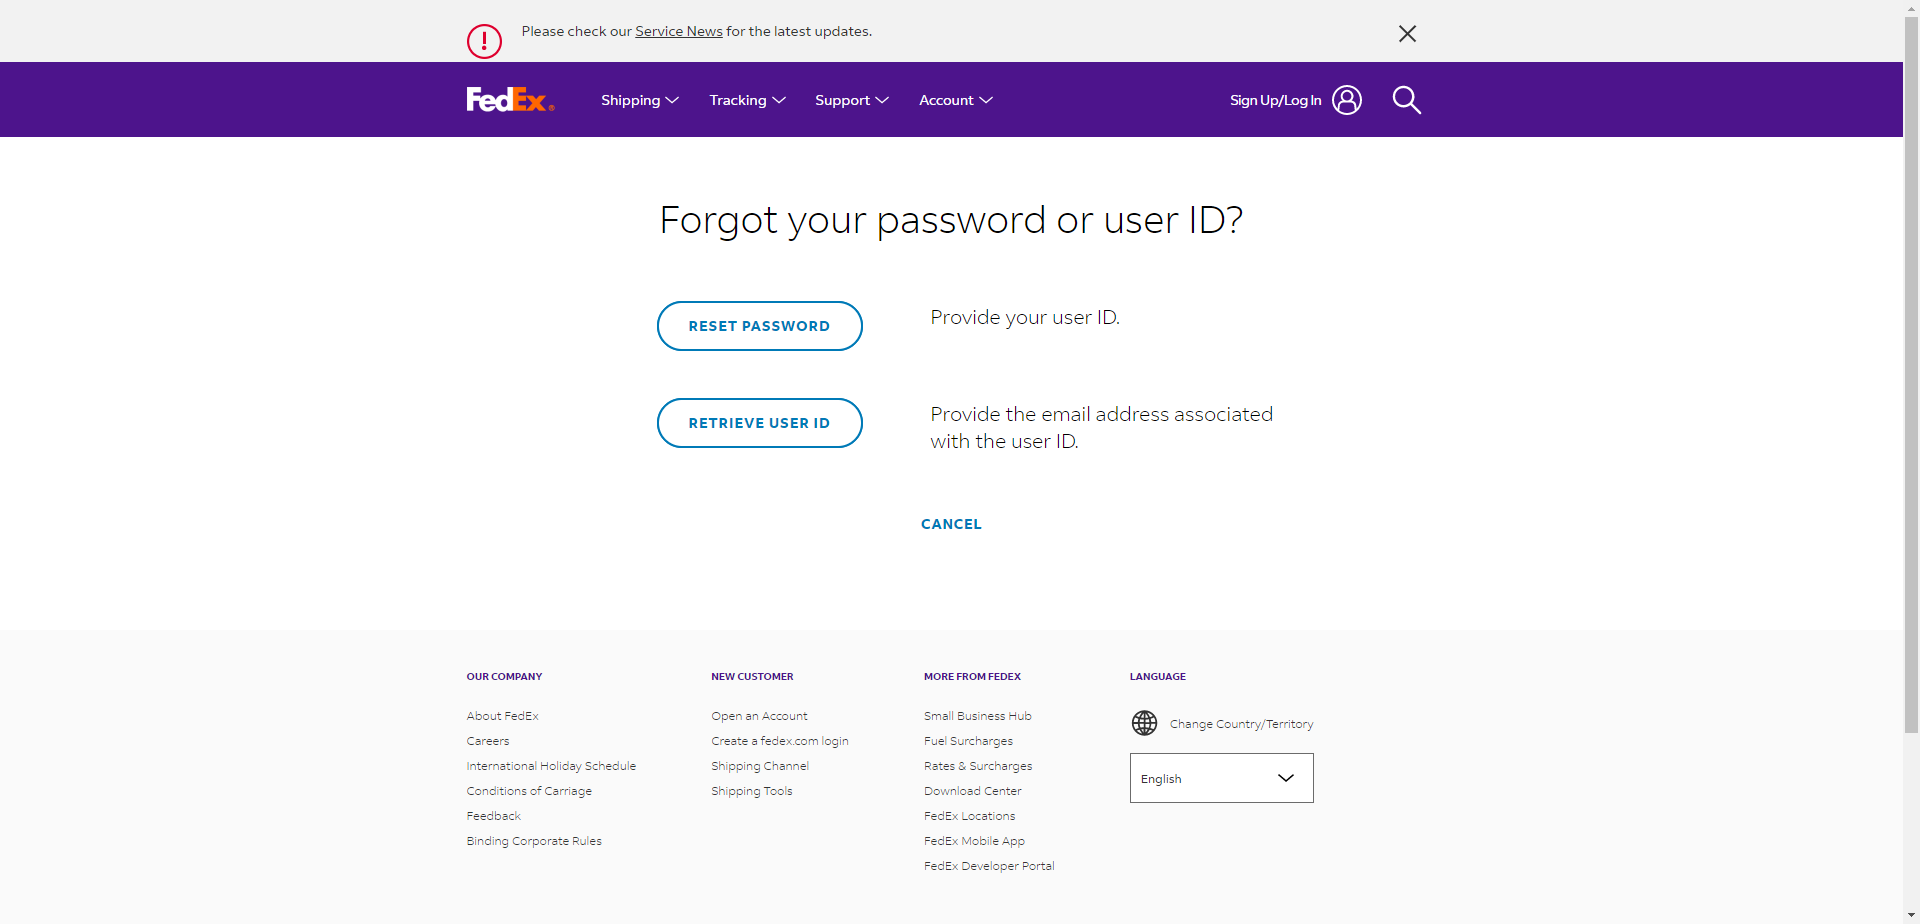 Please check our Service News for the latest updates.
FedEx®
Shipping
Tracking
Support
Account
Sign Up/Log In
Forgot your password or user ID?
RESET PASSWORD
Provide your user ID.
RETRIEVE USER ID
Provide the email address associated
with the user ID.
CANCEL
OUR COMPANY
About FedEx
Careers
International Holiday Schedule
Conditions of Carriage
Feedback
Binding Corporate Rules
NEW CUSTOMER
Open an Account
Create a fedex.com login
Shipping Channel
Shipping Tools
MORE FROM FEDEX
Small Business Hub
Fuel Surcharges
Rates & Surcharges
Download Center
FedEx Locations
FedEx Mobile App
FedEx Developer Portal
LANGUAGE
Change Country/Territory
English